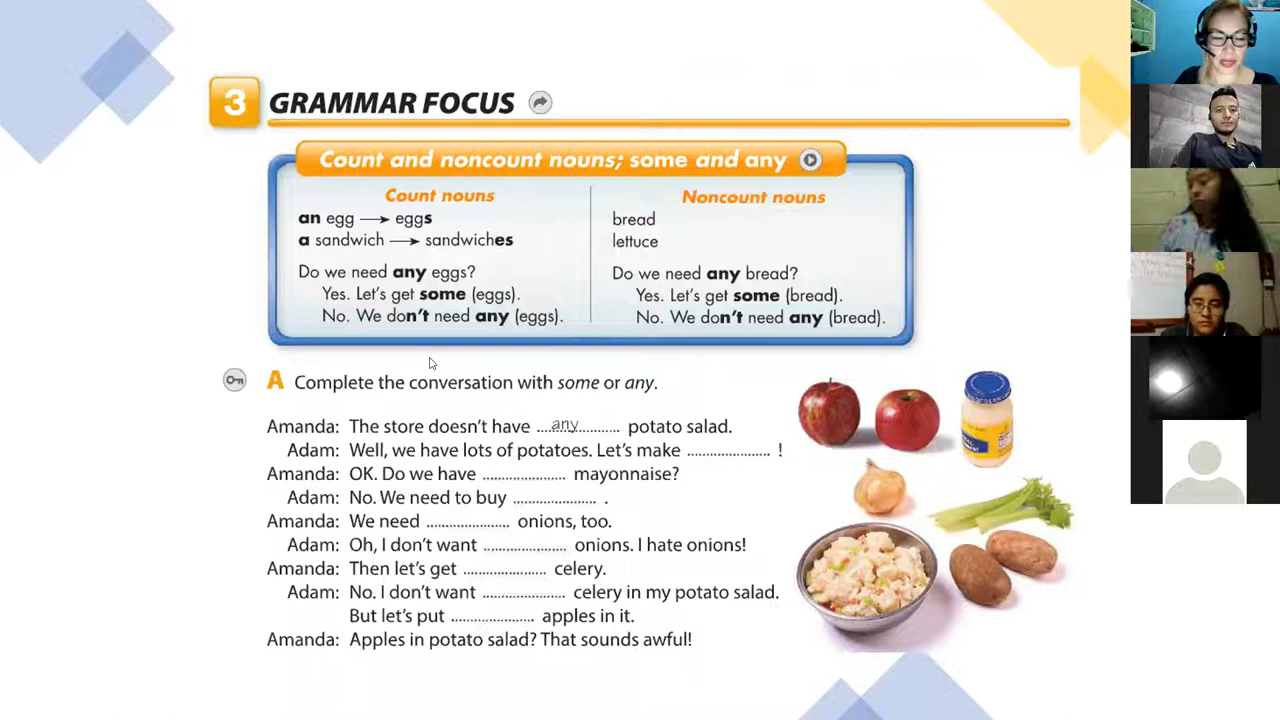 3 GRAMMAR FOCUS
Count and noncount nouns; some and any
Count nouns
an egg → eggs
a sandwich → sandwiches
Do we need any eggs?
Yes. Let's get some (eggs).
No. We don't need any (eggs).
Noncount nouns
bread
lettuce
Do we need any bread?
Yes. Let's get some (bread).
No. We don't need any (bread).
A Complete the conversation with some or any.
Amanda: The store doesn't have ....any.... potato salad.
Adam: Well, we have lots of potatoes. Let's make .................... !
Amanda: OK. Do we have .................... mayonnaise?
Adam: No. We need to buy .................... .
Amanda: We need .................... onions, too.
Adam: Oh, I don't want .................... onions. I hate onions!
Amanda: Then let's get .................... celery.
Adam: No. I don't want .................... celery in my potato salad.
But let's put .................... apples in it.
Amanda: Apples in potato salad? That sounds awful!